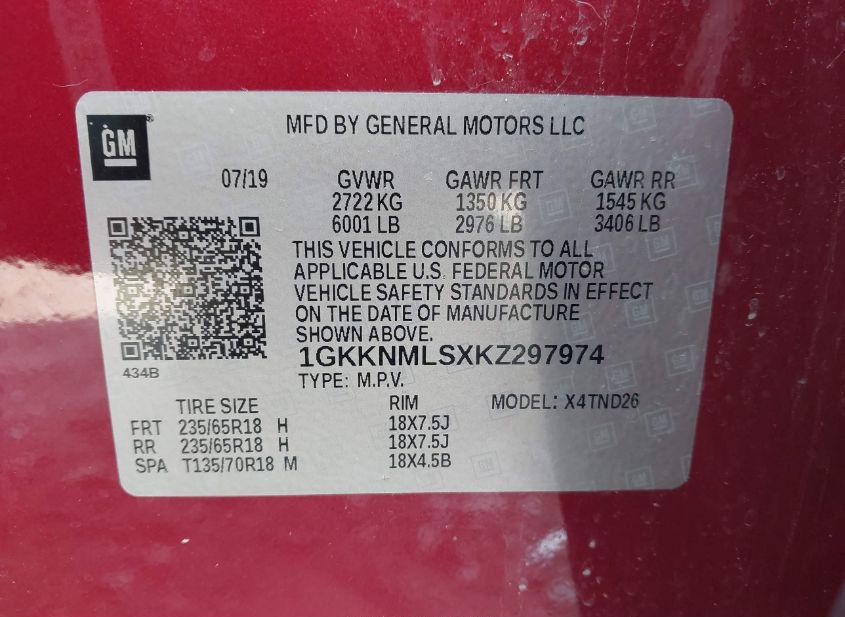 GM
MFD BY GENERAL MOTORS LLC
07/19 GVWR GAWR FRT GAWR RR
2722 KG 1350 KG 1545 KG
6001 LB 2976 LB 3406 LB
THIS VEHICLE CONFORMS TO ALL
APPLICABLE U.S. FEDERAL MOTOR
VEHICLE SAFETY STANDARDS IN EFFECT
ON THE DATE OF MANUFACTURE
SHOWN ABOVE.
1GKKNMLSXKZ297974
434B
TYPE: M.P.V.
TIRE SIZE RIM MODEL: X4TND26
FRT 235/65R18 H 18X7.5J
RR 235/65R18 H 18X7.5J
SPA T135/70R18 M 18X4.5B